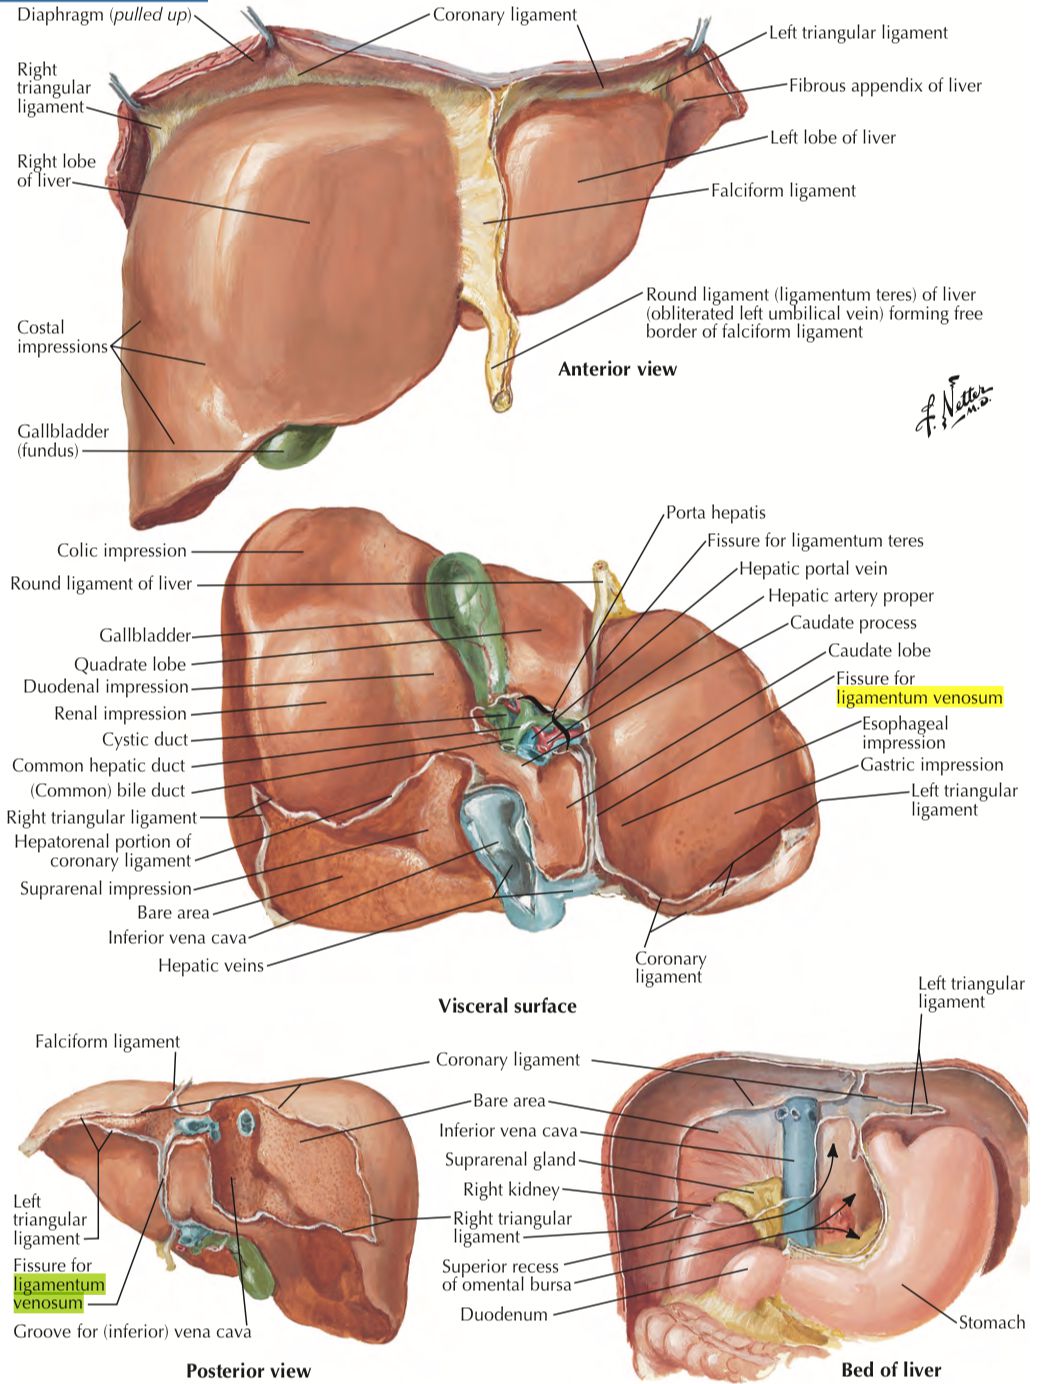 Diaphragm (pulled up)
Coronary ligament
Left triangular ligament
Right
triangular
ligament
Fibrous appendix of liver
Left lobe of liver
Right lobe
of liver
Falciform ligament
Round ligament (ligamentum teres) of liver
(obliterated left umbilical vein) forming free
border of falciform ligament
Costal
impressions
Anterior view
F. Netter
M.D.
Gallbladder
(fundus)
Porta hepatis
Colic impression
Fissure for ligamentum teres
Round ligament of liver
Hepatic portal vein
Hepatic artery proper
Gallbladder
Caudate process
Quadrate lobe
Caudate lobe
Duodenal impression
Fissure for
ligamentum venosum
Renal impression
Esophageal
impression
Cystic duct
Common hepatic duct
Gastric impression
(Common) bile duct
Left triangular
ligament
Right triangular ligament
Hepatorenal portion of
coronary ligament
Suprarenal impression
Bare area
Inferior vena cava
Hepatic veins
Coronary
ligament
Visceral surface
Left triangular
ligament
Falciform ligament
Coronary ligament
Bare area
Inferior vena cava
Suprarenal gland
Right kidney
Left
triangular
ligament
Right triangular
ligament
Fissure for
ligamentum
venosum
Superior recess
of omental bursa
Duodenum
Groove for (inferior) vena cava
Stomach
Posterior view
Bed of liver